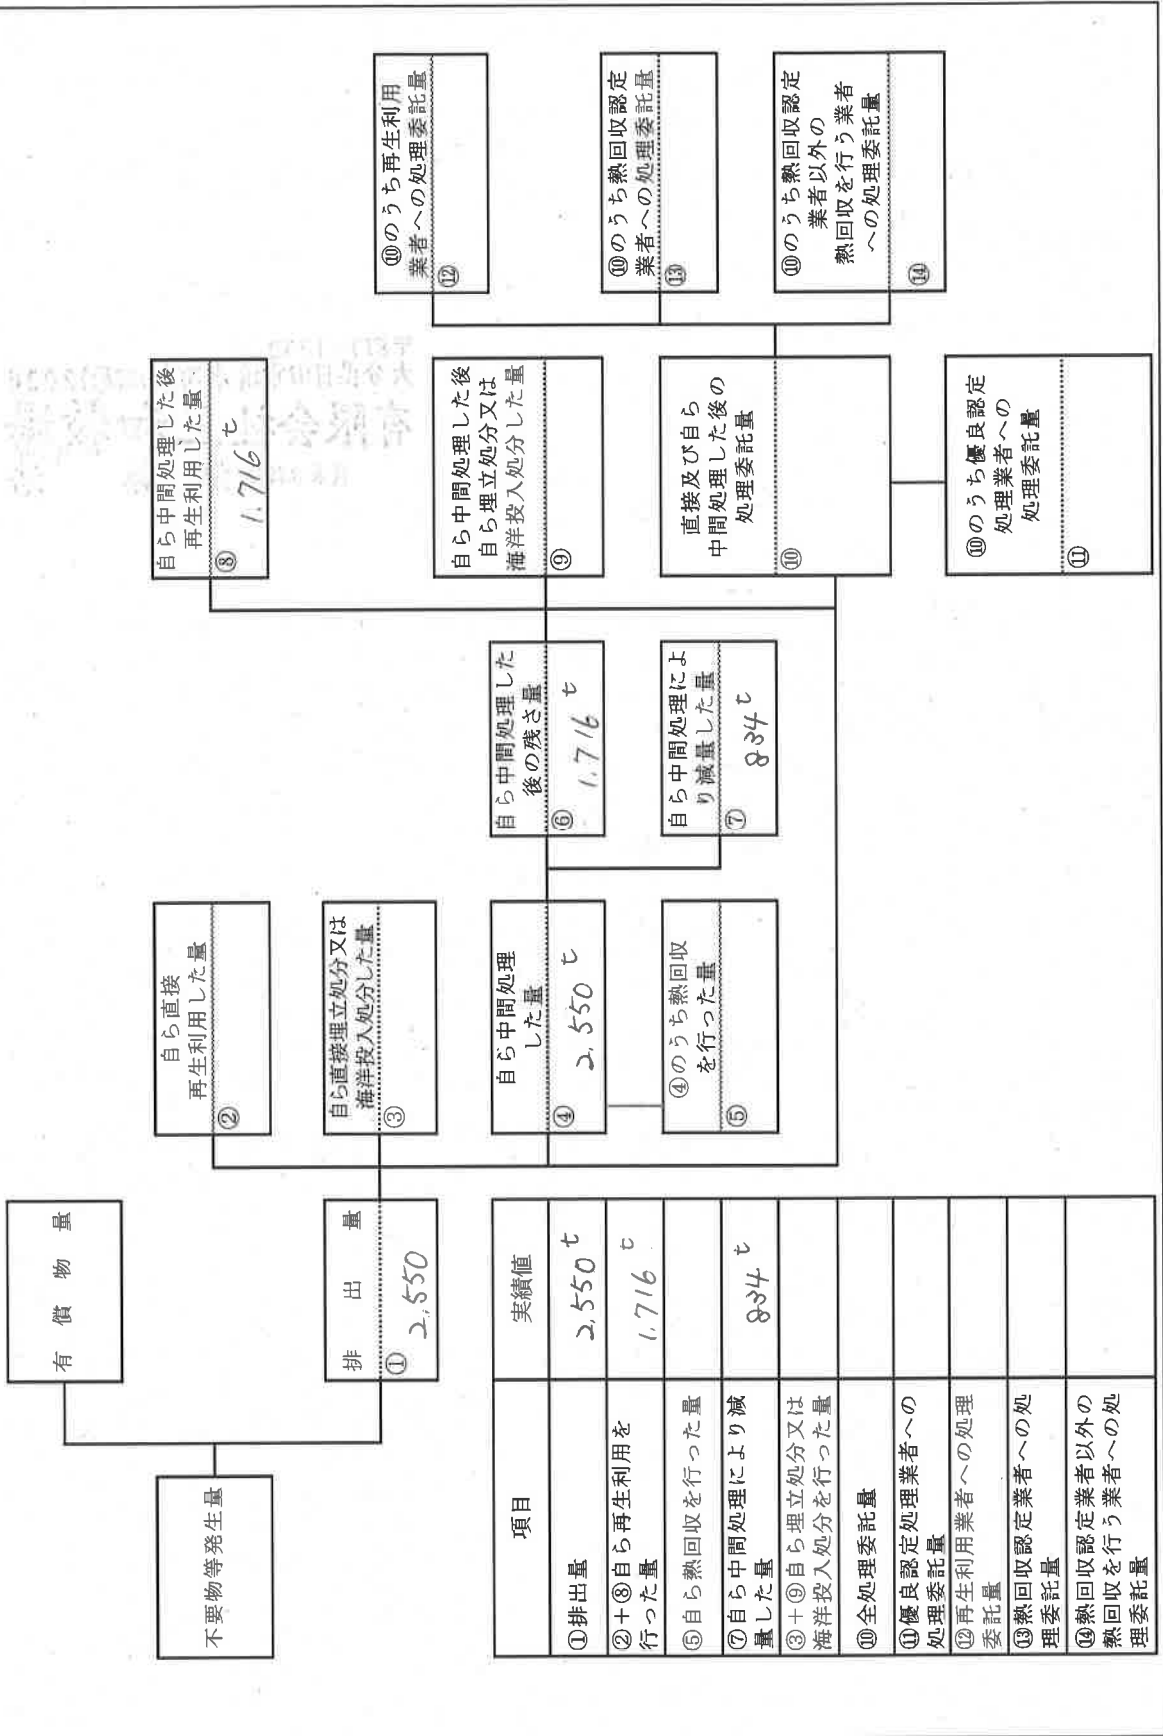 不要物等発生量
有償物量
排出量
①
2,550
自ら直接
再生利用した量
②
自ら直接埋立処分又は
海洋投入処分した量
③
自ら中間処理
した量
④
2,550 t
④のうち熱回収
を行った量
⑤
自ら中間処理した
後の残さ量
⑥
1.716 t
自ら中間処理によ
り減量した量
⑦
834 t
自ら中間処理した後
再生利用した量
⑧
1.716 t
自ら中間処理した後
自ら埋立処分又は
海洋投入処分した量
⑨
直接及び自ら
中間処理した後の
処理委託量
⑩
⑩のうち優良認定
処理業者への
処理委託量
⑪
⑩のうち再生利用
業者への処理委託量
⑫
⑩のうち熱回収認定
業者への処理委託量
⑬
⑩のうち熱回収認定
業者以外の
熱回収を行う業者
への処理委託量
⑭
項目 実績値
①排出量 2,550 t
②+⑧自ら再生利用を
行った量 1.716 t
⑤自ら熱回収を行った量
⑦自ら中間処理により減
量した量 834 t
③+⑨自ら埋立処分又は
海洋投入処分を行った量
⑩全処理委託量
⑪優良認定処理業者への
処理委託量
⑫再生利用業者への処理
委託量
⑬熱回収認定業者への処
理委託量
⑭熱回収認定業者以外の
熱回収を行う業者への処
理委託量